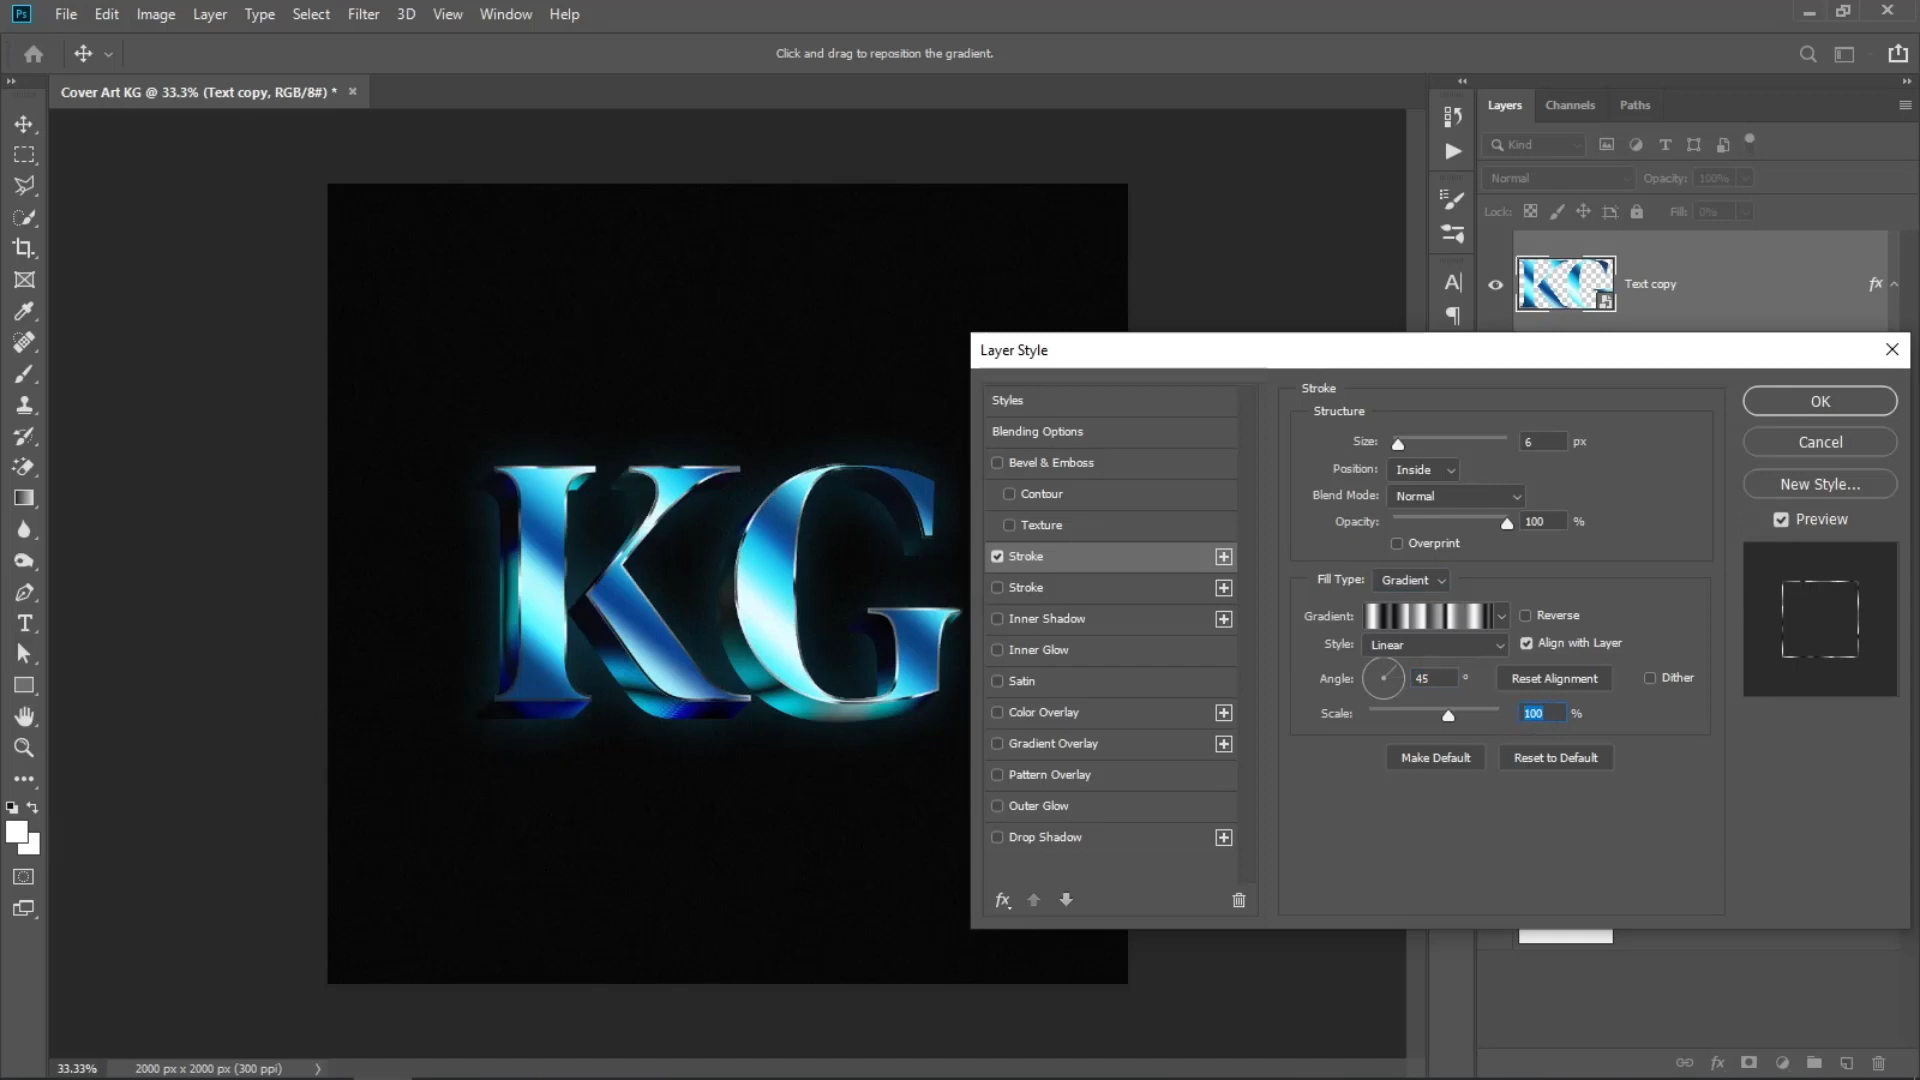 Ps File Edit Image Layer Type Select Filter 3D View Window Help
Click and drag to reposition the gradient.
Cover Art KG @ 33.3% (Text copy, RGB/8#) *
Layers Channels Paths
Kind
Normal Opacity: 100%
Lock: Fill: 0%
Text copy
fx
KG
Layer Style
Styles
Blending Options
Bevel & Emboss
Contour
Texture
Stroke
Stroke
Inner Shadow
Inner Glow
Satin
Color Overlay
Gradient Overlay
Pattern Overlay
Outer Glow
Drop Shadow
fx
Stroke
Structure
Size: 6 px
Position: Inside
Blend Mode: Normal
Opacity: 100 %
Overprint
Fill Type: Gradient
Gradient: Reverse
Style: Linear Align with Layer
Angle: 45 ° Reset Alignment Dither
Scale: 100 %
Make Default Reset to Default
OK
Cancel
New Style...
Preview
33.33% 2000 px x 2000 px (300 ppi)
fx